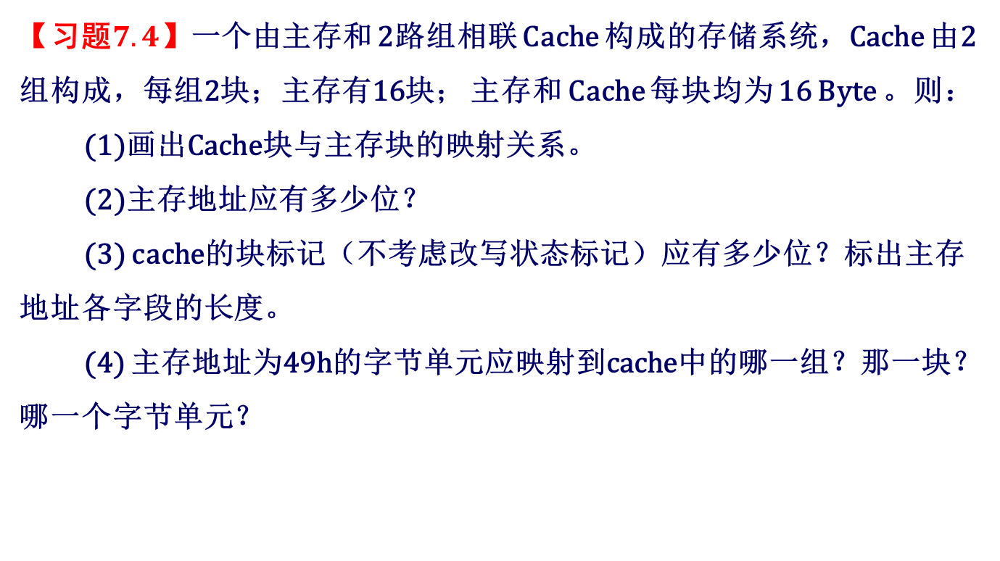 【习题7.4】一个由主存和2路组相联Cache构成的存储系统，Cache由2
组构成，每组2块；主存有16块； 主存和Cache每块均为16 Byte。则：
(1)画出Cache块与主存块的映射关系。
(2)主存地址应有多少位？
(3) cache的块标记（不考虑改写状态标记）应有多少位？标出主存
地址各字段的长度。
(4) 主存地址为49h的字节单元应映射到cache中的哪一组？那一块？
哪一个字节单元？